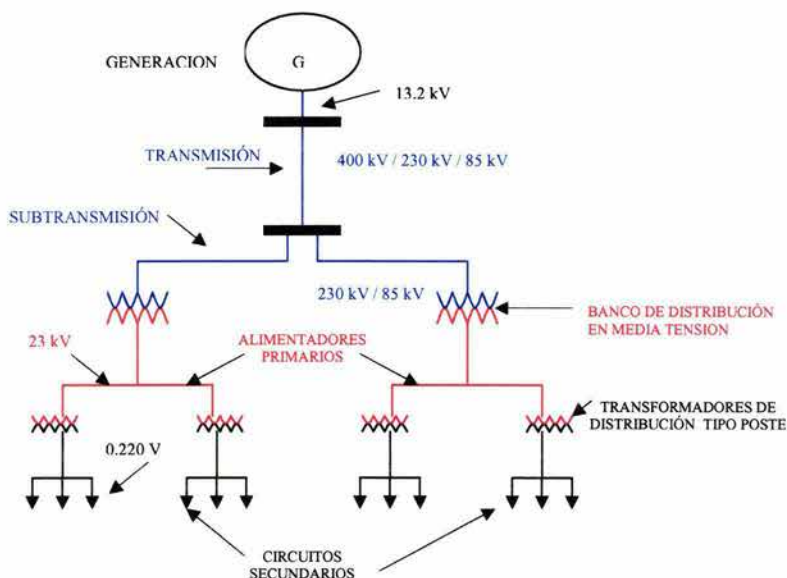 GENERACION
G
13.2 kV
TRANSMISIÓN
400 kV / 230 kV / 85 kV
SUBTRANSMISIÓN
230 kV / 85 kV
BANCO DE DISTRIBUCIÓN
EN MEDIA TENSION
23 kV
ALIMENTADORES
PRIMARIOS
TRANSFORMADORES DE
DISTRIBUCIÓN TIPO POSTE
0.220 V
CIRCUITOS
SECUNDARIOS